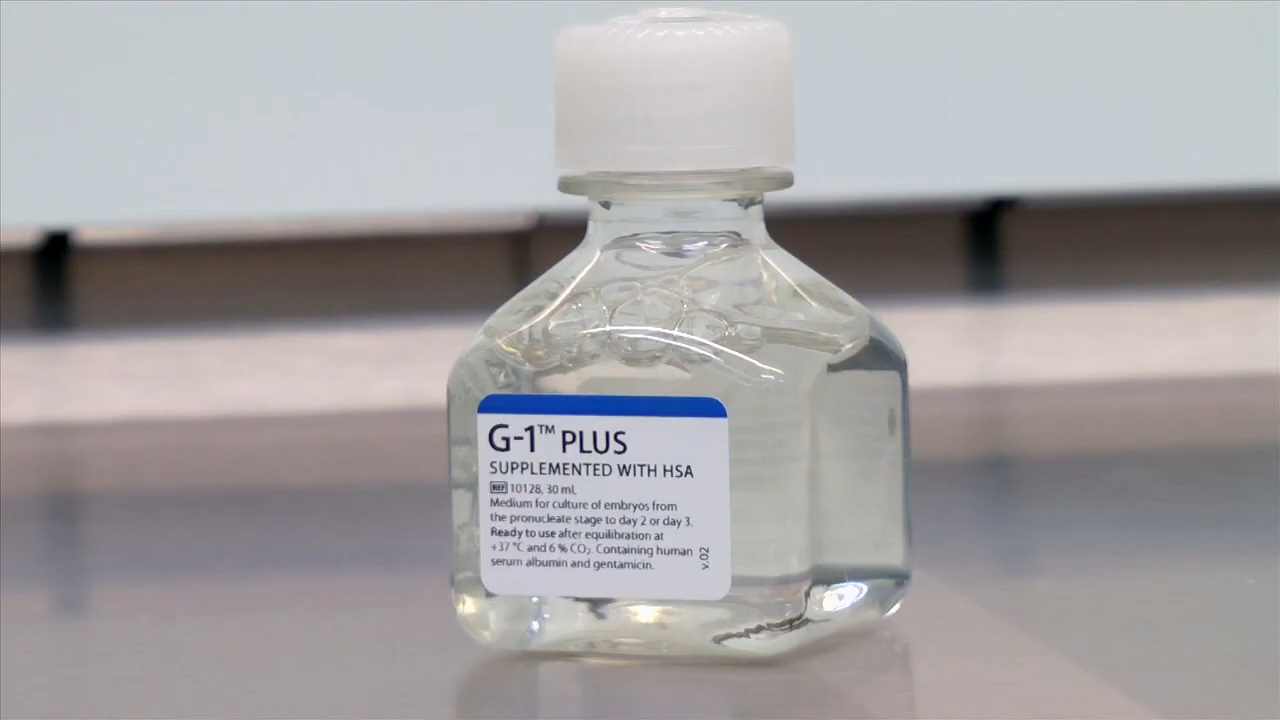 G-1™ PLUS
SUPPLEMENTED WITH HSA
REF 10128, 30 mL
Medium for culture of embryos from
the pronucleate stage to day 2 or day 3.
Ready to use after equilibration at
+37 °C and 6 % CO₂. Containing human
serum albumin and gentamicin.
v.02